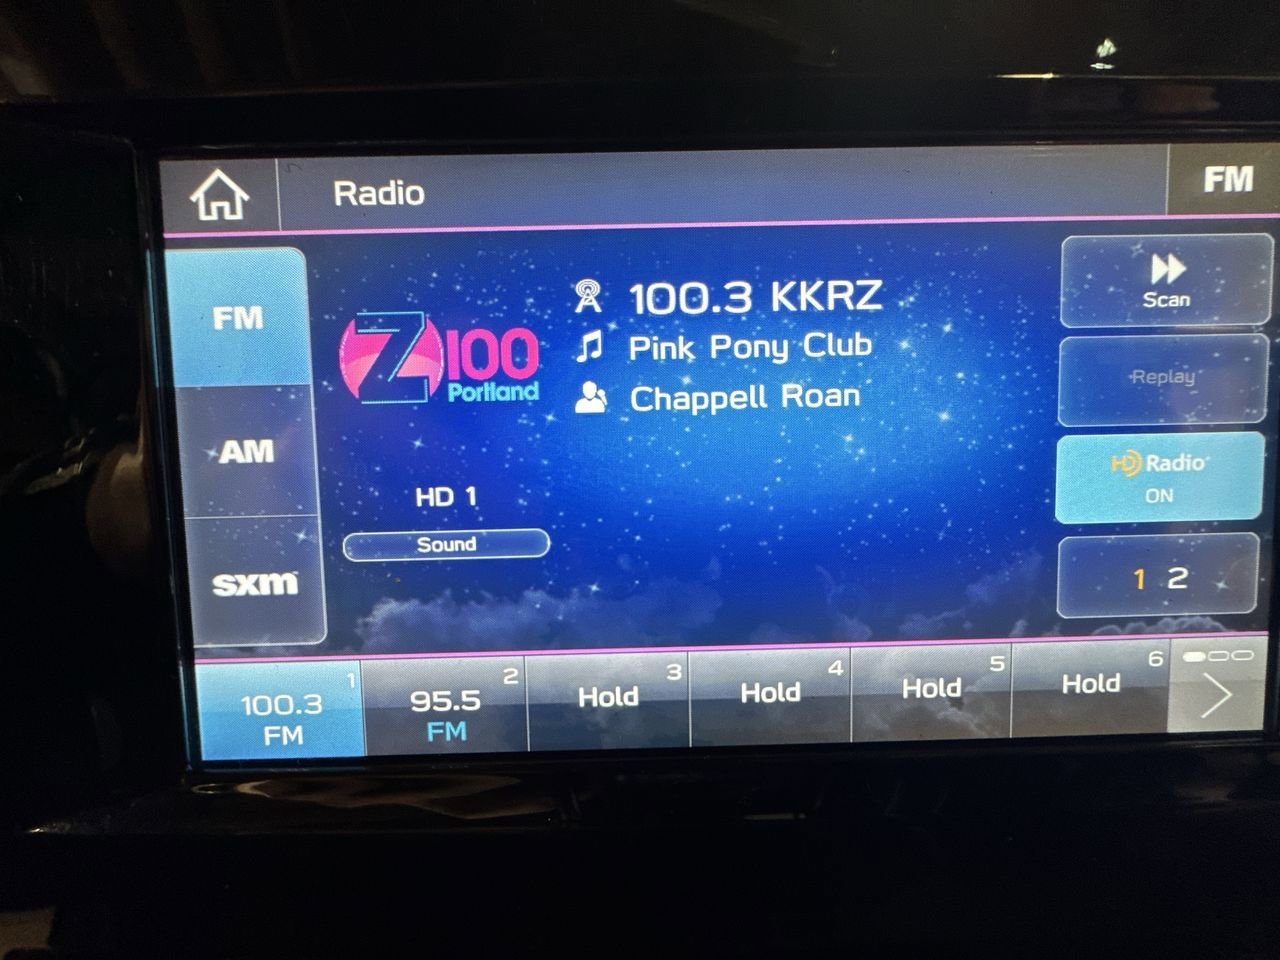 Radio
FM
FM
AM
sxm
Z100
Portland
100.3 KKRZ
Pink Pony Club
Chappell Roan
HD 1
Sound
Scan
Replay
HD Radio
ON
1 2
1
100.3
FM
2
95.5
FM
3
Hold
4
Hold
5
Hold
6
Hold